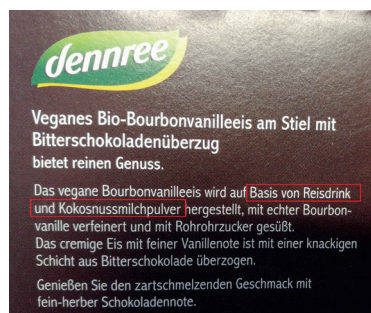 dennree
Veganes Bio-Bourbonvanilleeis am Stiel mit
Bitterschokoladenüberzug
bietet reinen Genuss.
Das vegane Bourbonvanilleeis wird auf Basis von Reisdrink
und Kokosnussmilchpulver hergestellt, mit echter Bourbon-
vanille verfeinert und mit Rohrohrzucker gesüßt.
Das cremige Eis mit feiner Vanillenote ist mit einer knackigen
Schicht aus Bitterschokolade überzogen.
Genießen Sie den zartschmelzenden Geschmack mit
fein-herber Schokoladennote.